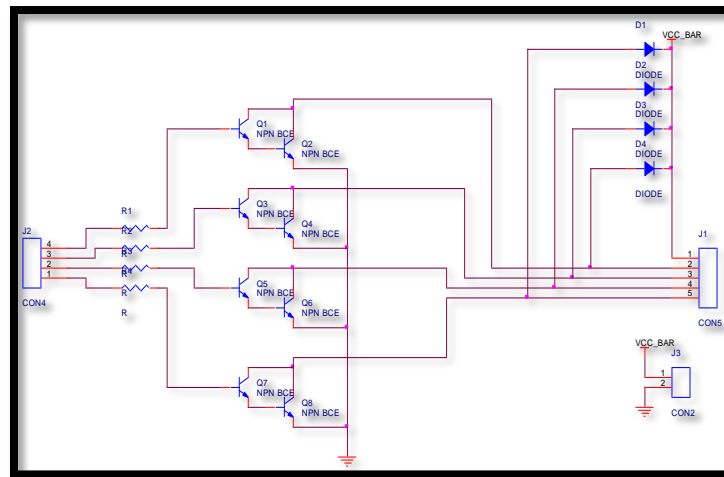 D1
VCC_BAR
D2
DIODE
D3
DIODE
D4
DIODE
DIODE
Q1
NPN BCE
Q2
NPN BCE
Q3
NPN BCE
Q4
NPN BCE
Q5
NPN BCE
Q6
NPN BCE
Q7
NPN BCE
Q8
NPN BCE
J2
4
3
2
1
CON4
R1
R2
R
R3
R
R4
R
R
J1
1
2
3
4
5
CON5
VCC_BAR
J3
1
2
CON2